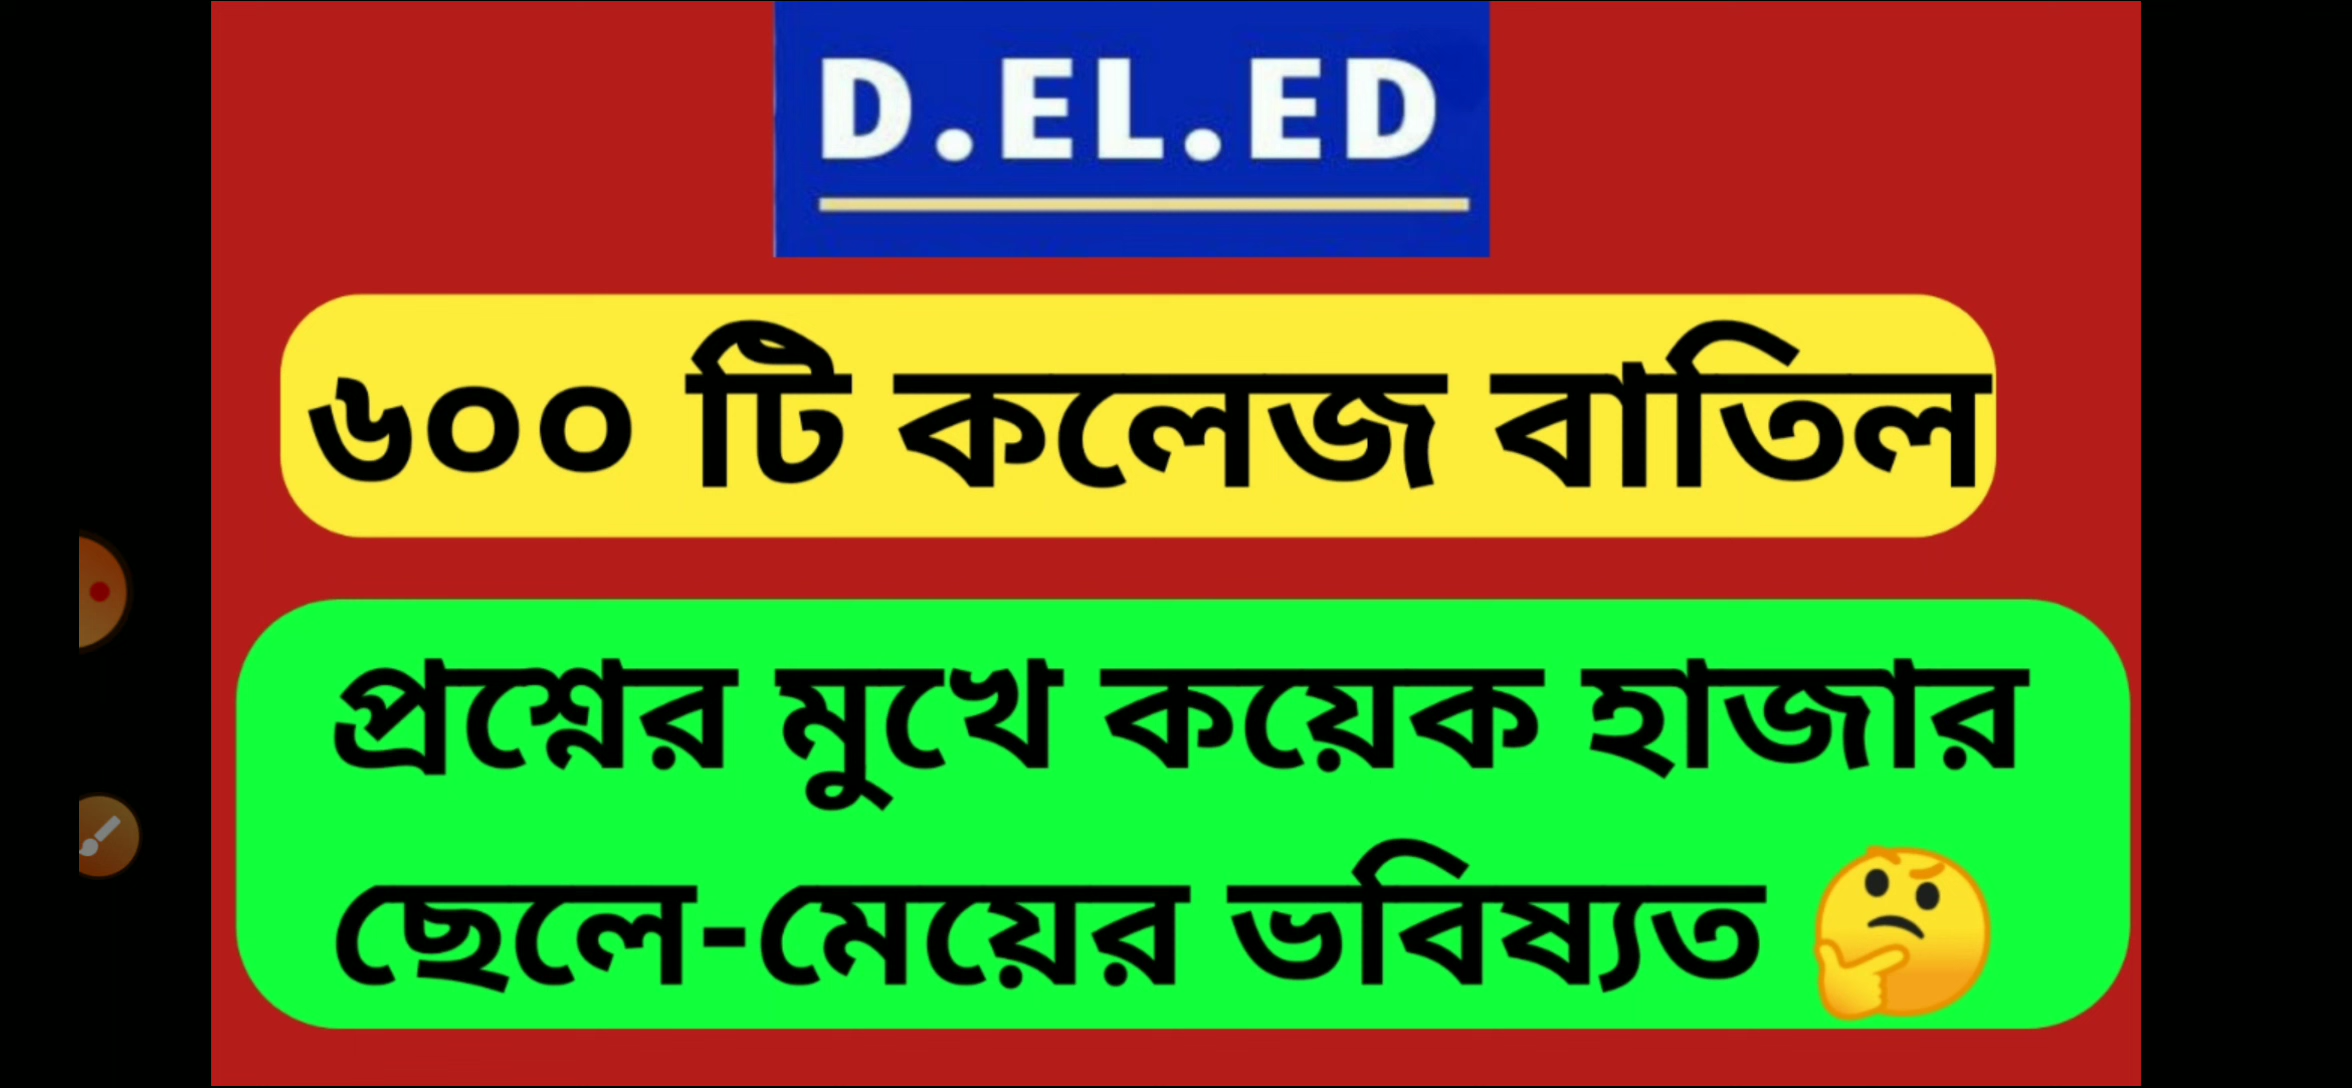 D.EL.ED
৬০০ টি কলেজ বাতিল
প্রশ্নের মুখে কয়েক হাজার
ছেলে-মেয়ের ভবিষ্যত 🤔